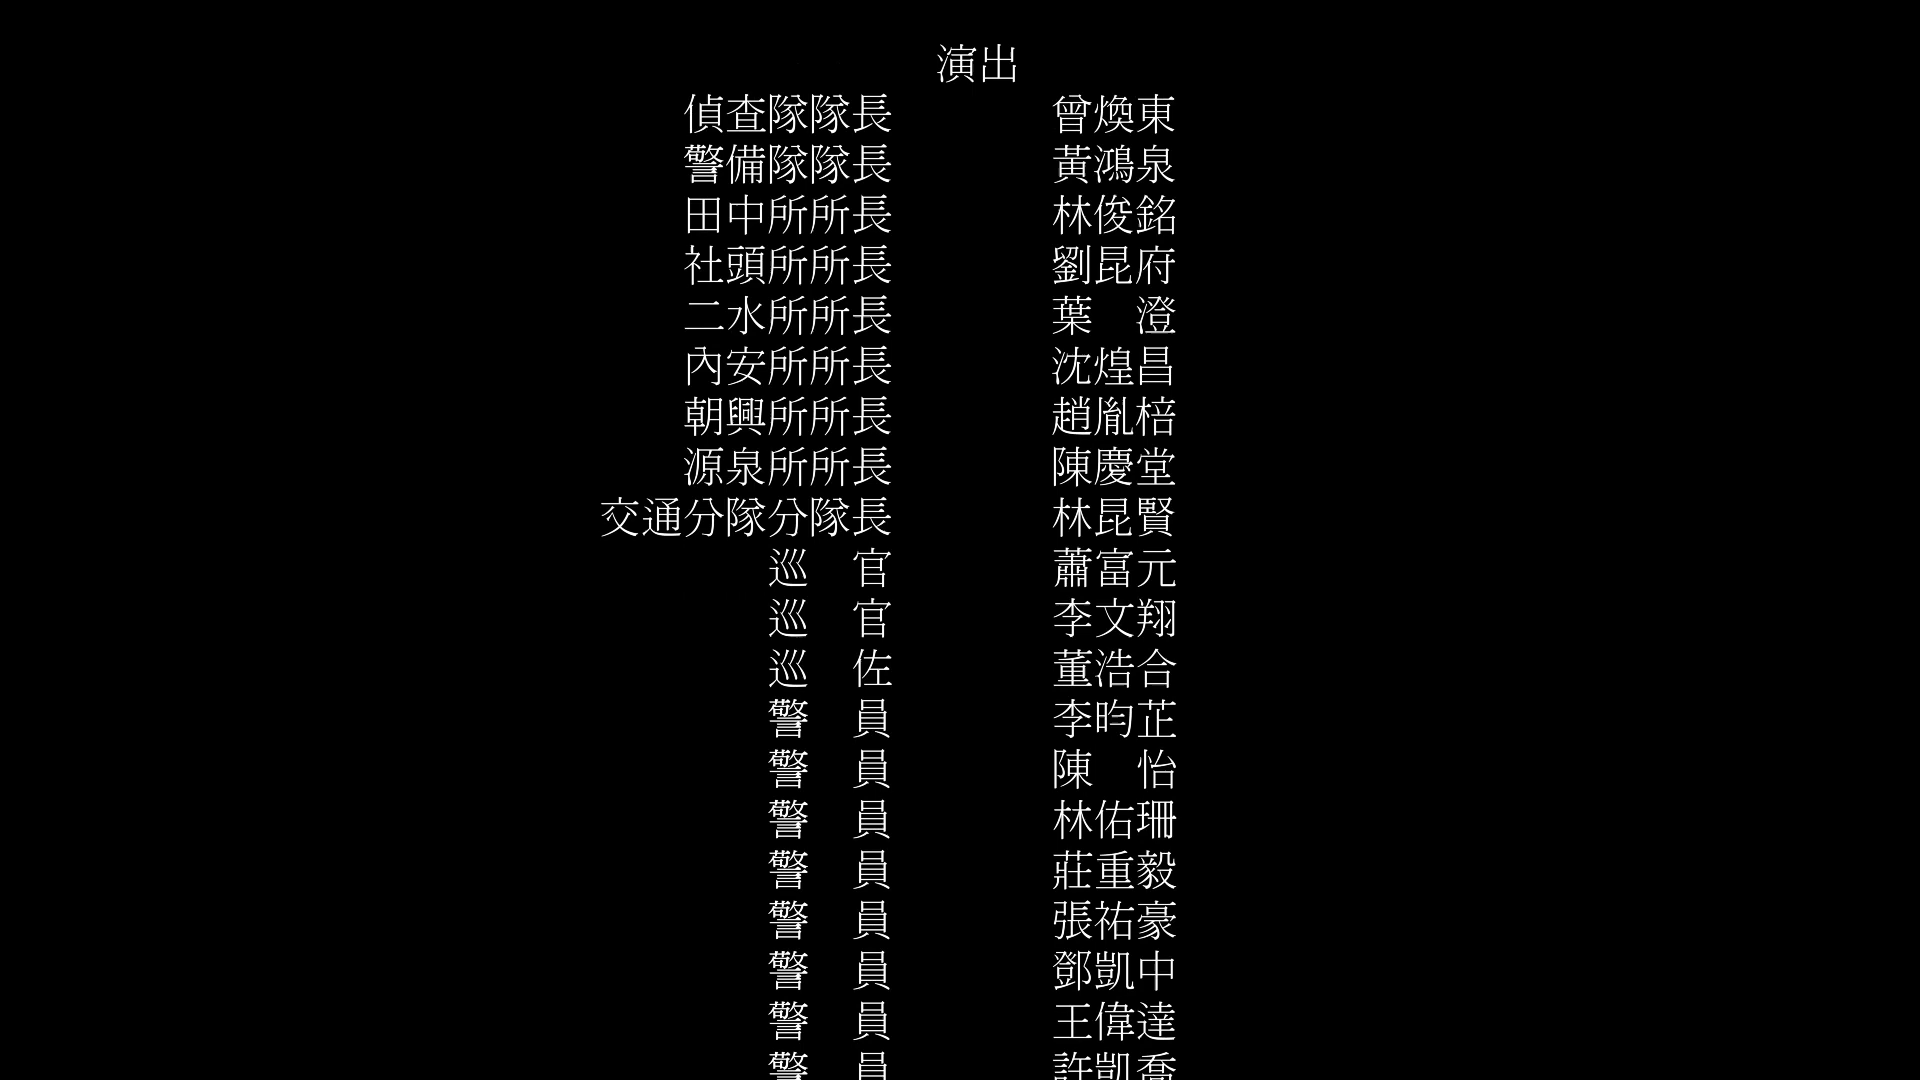 演出
偵查隊隊長 曾煥東
警備隊隊長 黃鴻泉
田中所所長 林俊銘
社頭所所長 劉昆府
二水所所長 葉　澄
內安所所長 沈煌昌
朝興所所長 趙胤棓
源泉所所長 陳慶堂
交通分隊分隊長 林昆賢
巡　官 蕭富元
巡　官 李文翔
巡　佐 董浩合
警　員 李昀芷
警　員 陳　怡
警　員 林佑珊
警　員 莊重毅
警　員 張祐豪
警　員 鄧凱中
警　員 王偉達
警　員 許凱喬